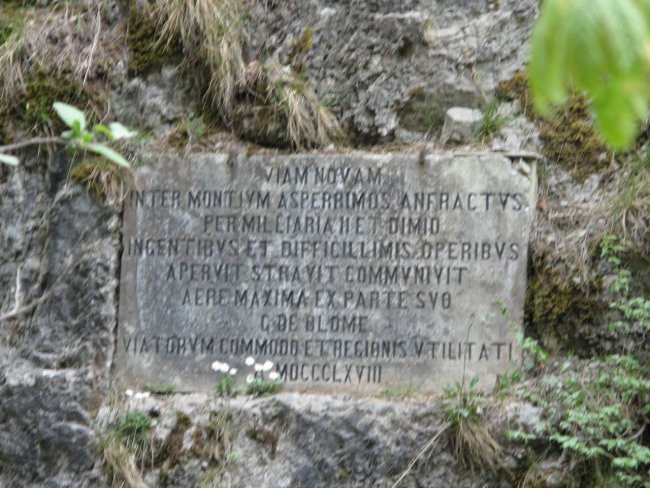 VIAM NOVAM
INTER MONTIVM ASPERRIMOS ANFRACTVS
PER MILLIARIA II ET DIMID
INGENTIBVS ET DIFFICILLIMIS OPERIBVS
APERVIT STRAVIT COMMVNIVIT
AERE MAXIMA EX PARTE SVO
G DE BLOME
VIATORVM COMMODO ET REGIONIS VTILITATI
MDCCCLXVIII